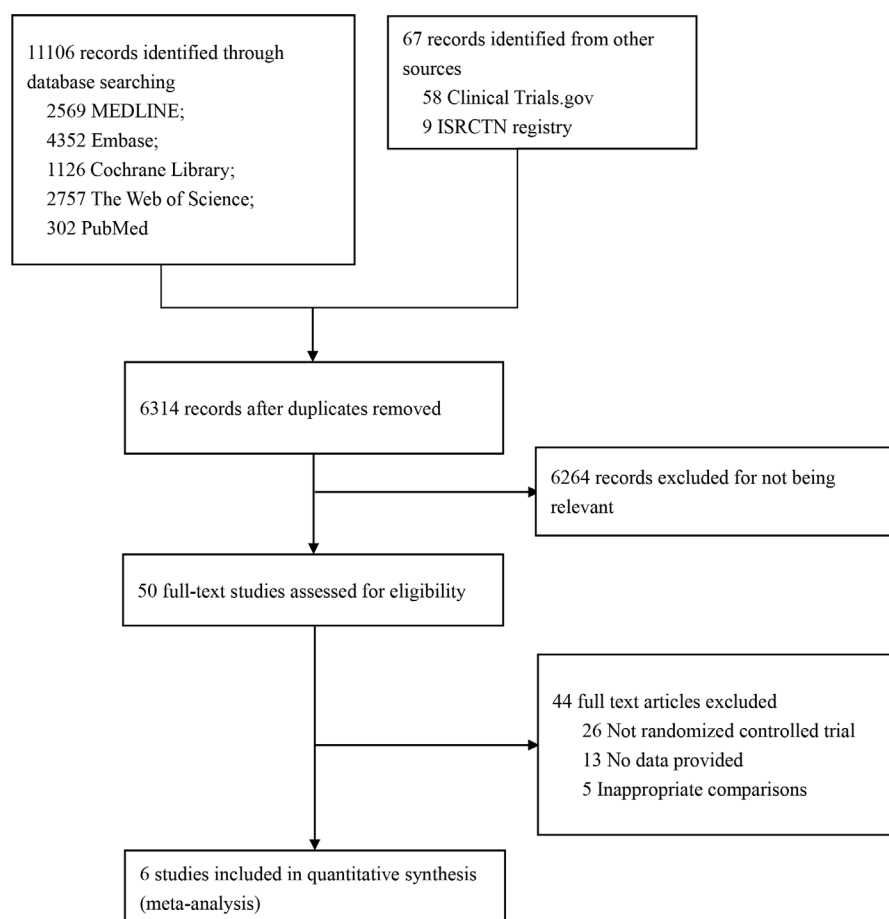 11106 records identified through
database searching
2569 MEDLINE;
4352 Embase;
1126 Cochrane Library;
2757 The Web of Science;
302 PubMed
67 records identified from other
sources
58 Clinical Trials.gov
9 ISRCTN registry
6314 records after duplicates removed
6264 records excluded for not being
relevant
50 full-text studies assessed for eligibility
44 full text articles excluded
26 Not randomized controlled trial
13 No data provided
5 Inappropriate comparisons
6 studies included in quantitative synthesis
(meta-analysis)